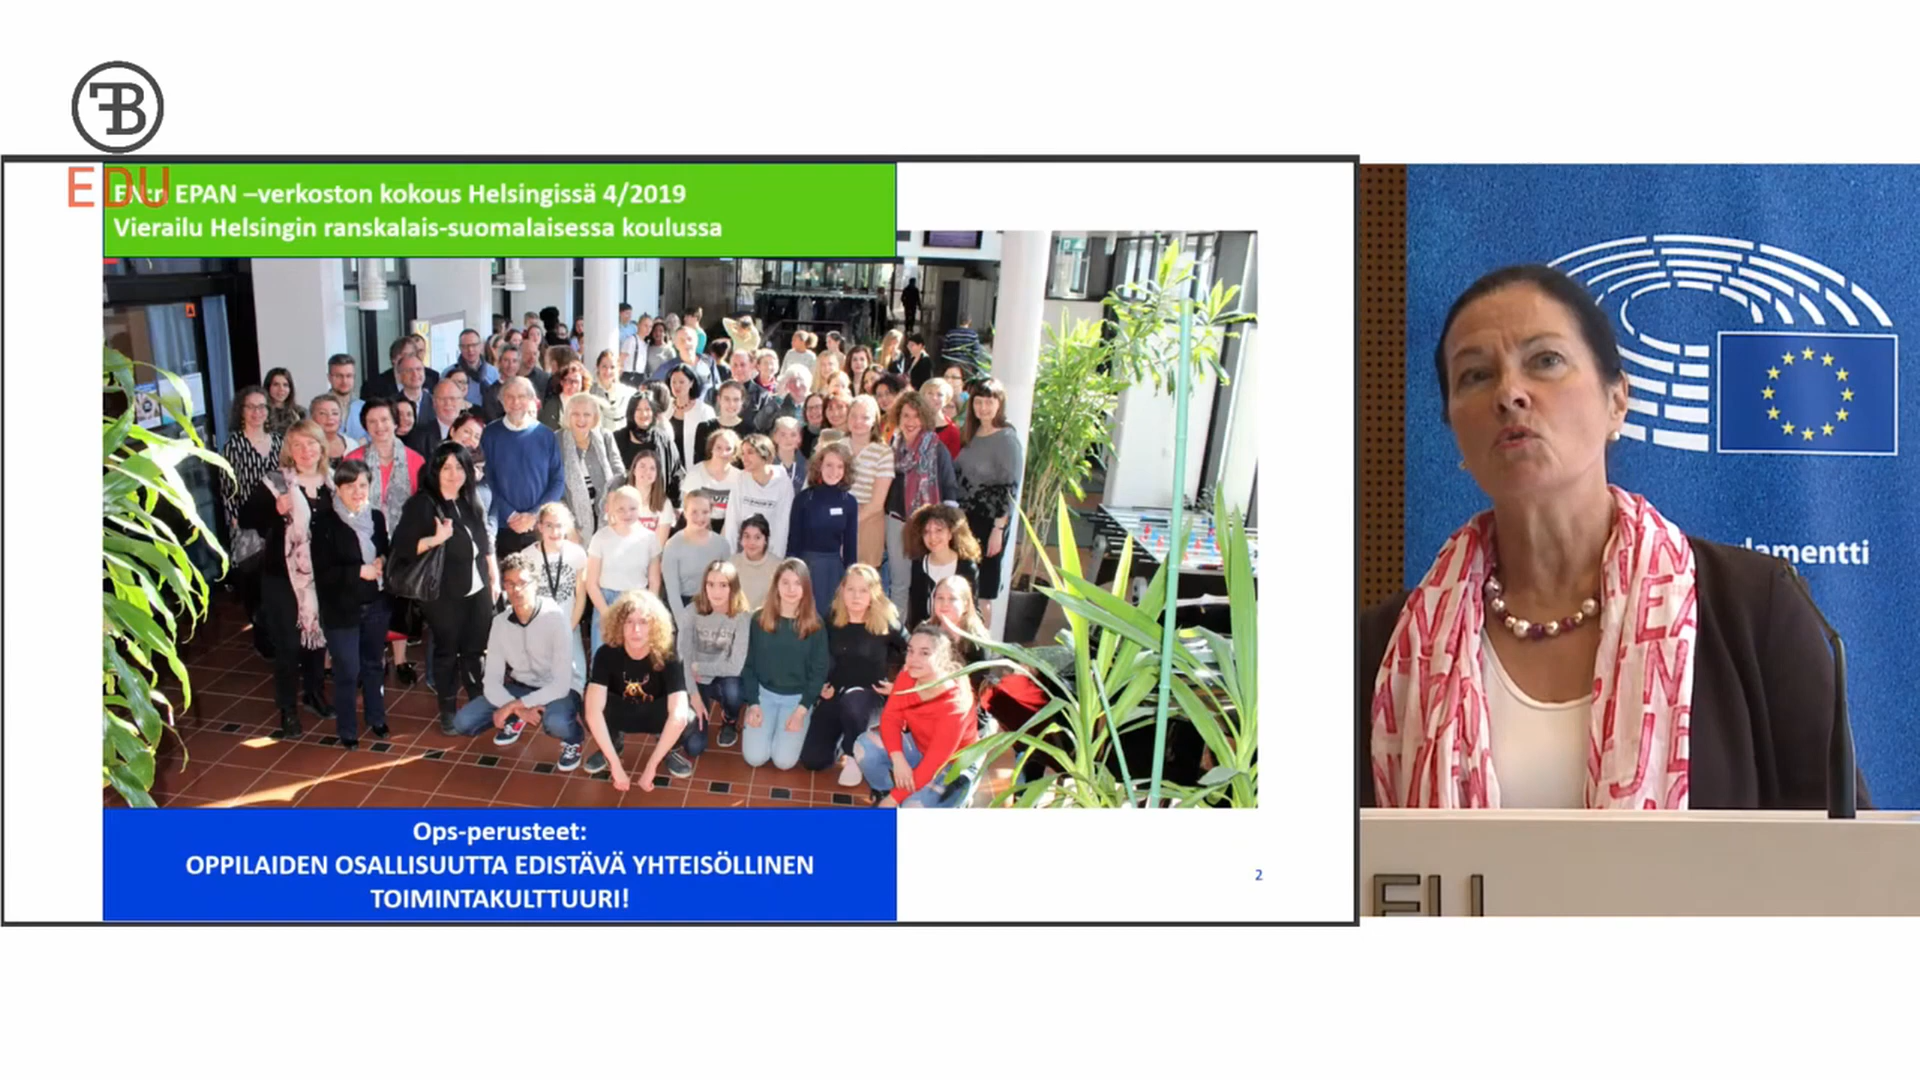 EDU
EPAN –verkoston kokous Helsingissä 4/2019
Vierailu Helsingin ranskalais-suomalaisessa koulussa
Ops-perusteet:
OPPILAIDEN OSALLISUUTTA EDISTÄVÄ YHTEISÖLLINEN
TOIMINTAKULTTUURI!
2
lamentti
EU